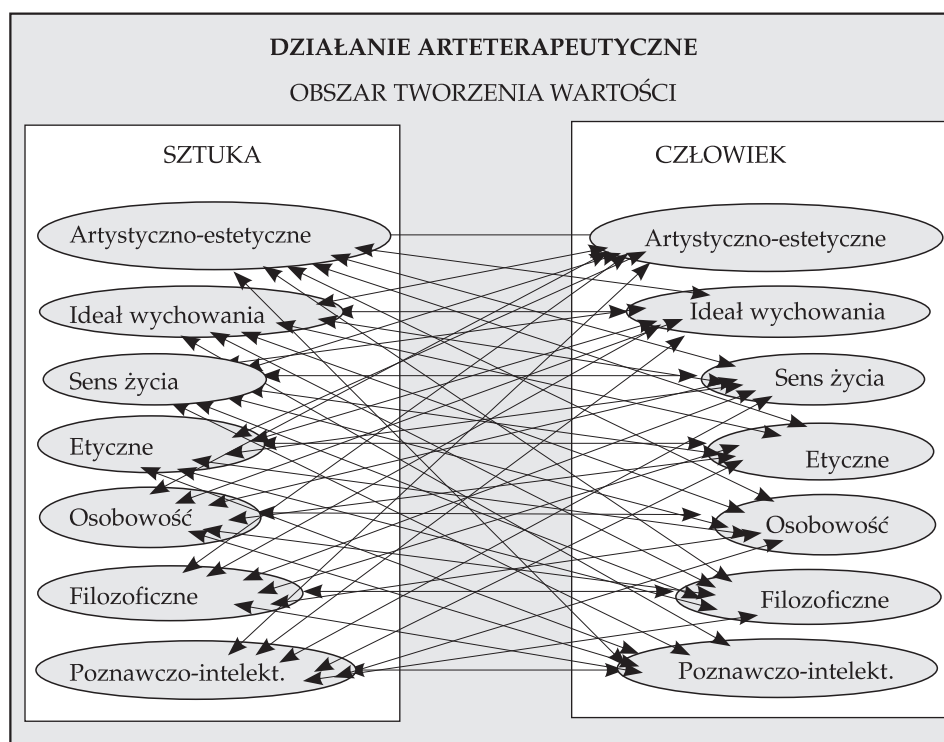 DZIAŁANIE ARTETERAPEUTYCZNE
OBSZAR TWORZENIA WARTOŚCI
SZTUKA
Artystyczno-estetyczne
Ideał wychowania
Sens życia
Etyczne
Osobowość
Filozoficzne
Poznawczo-intelekt.
CZŁOWIEK
Artystyczno-estetyczne
Ideał wychowania
Sens życia
Etyczne
Osobowość
Filozoficzne
Poznawczo-intelekt.